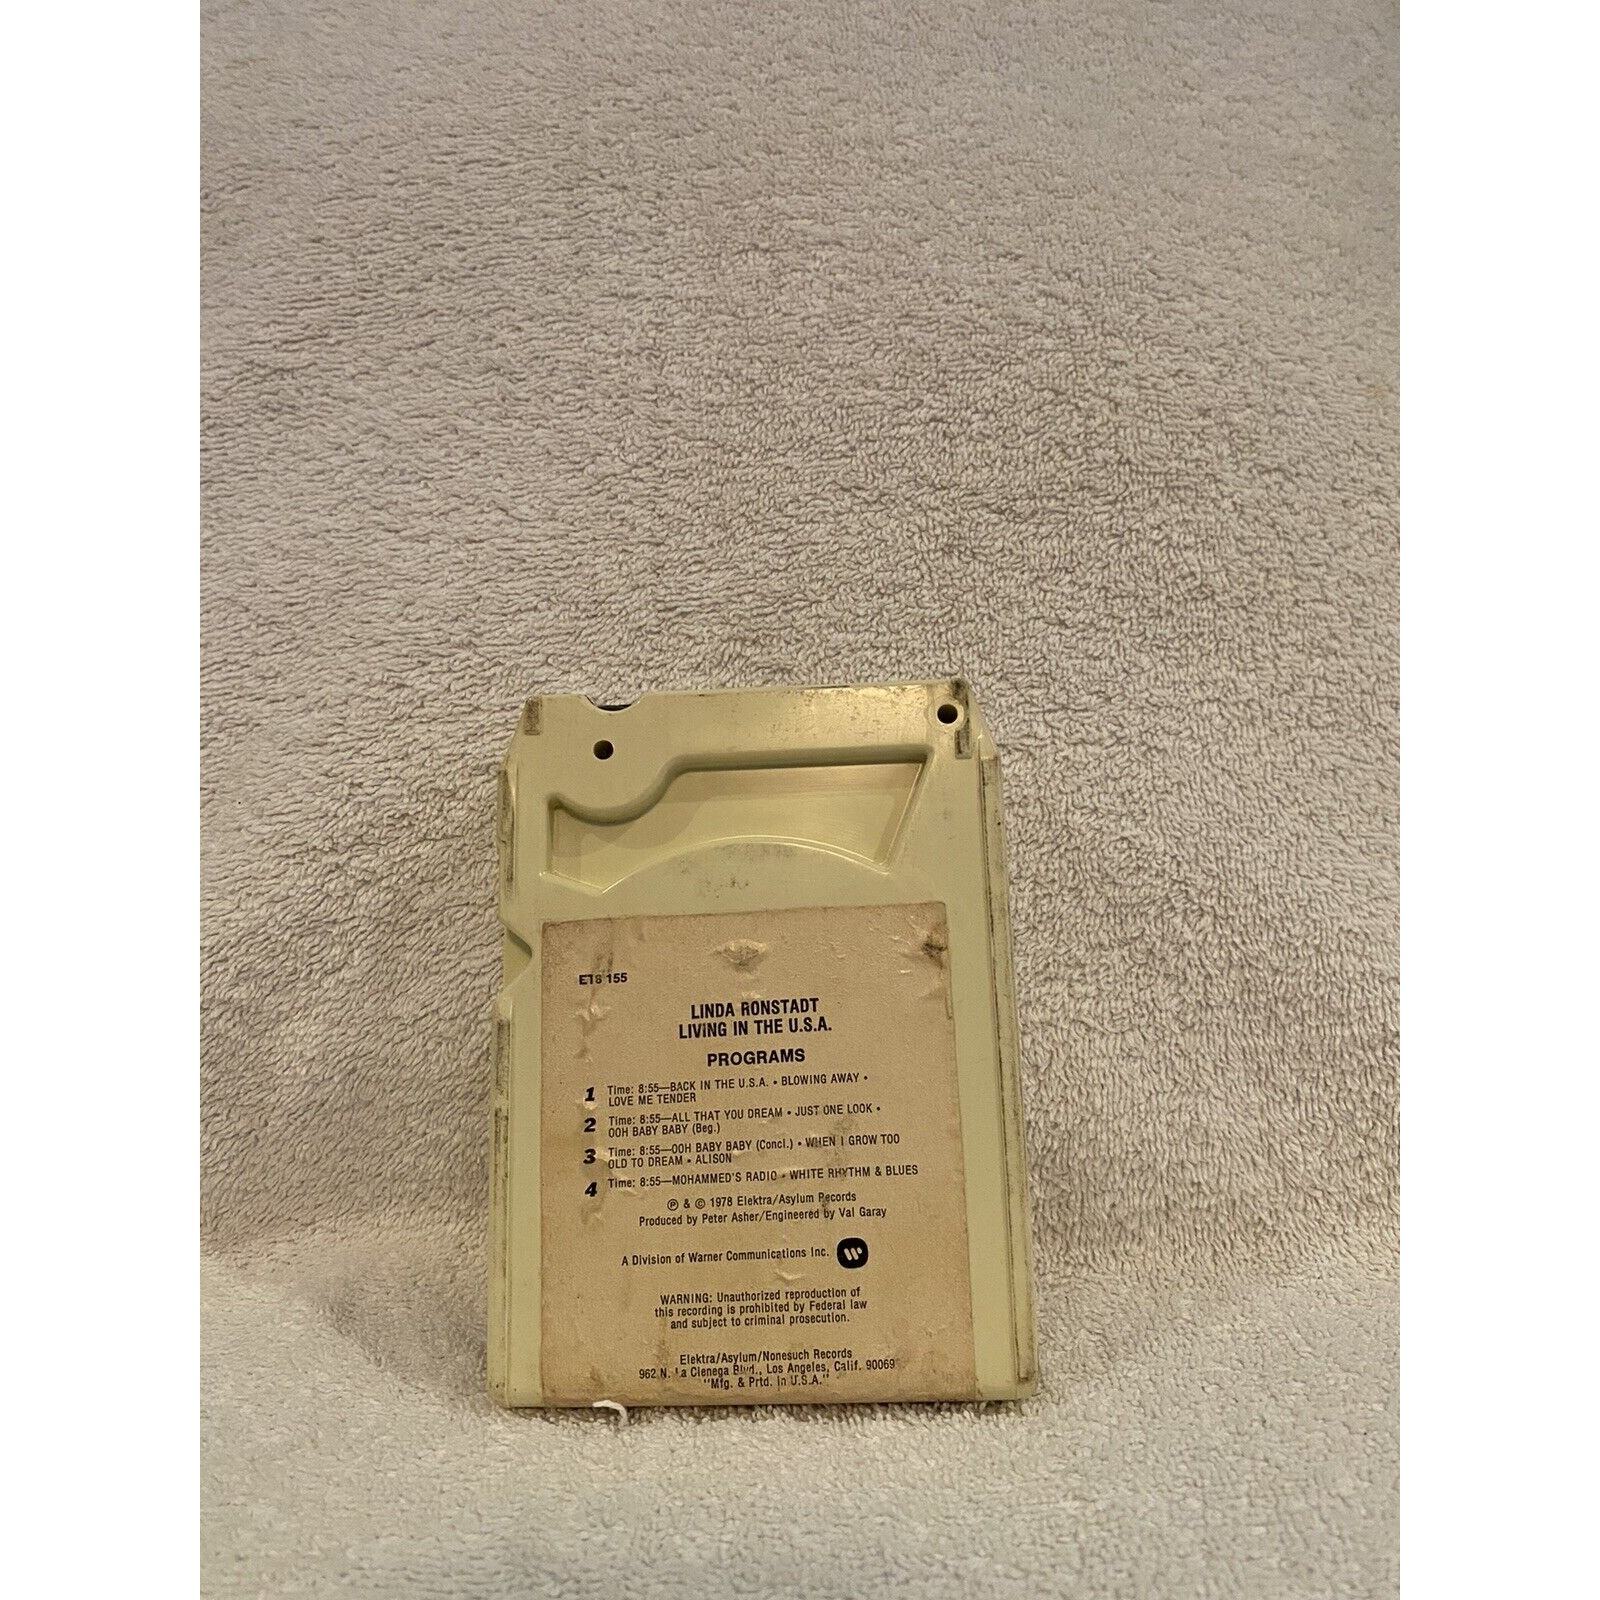 ET8 155
LINDA RONSTADT
LIVING IN THE U.S.A.
PROGRAMS
1 Time: 8:55—BACK IN THE U.S.A. • BLOWING AWAY •
LOVE ME TENDER
2 Time: 8:55—ALL THAT YOU DREAM • JUST ONE LOOK •
OOH BABY BABY (Beg.)
3 Time: 8:55—OOH BABY BABY (Concl.) • WHEN I GROW TOO
OLD TO DREAM • ALISON
4 Time: 8:55—MOHAMMED'S RADIO • WHITE RHYTHM & BLUES
℗ & © 1978 Elektra/Asylum Records
Produced by Peter Asher/Engineered by Val Garay
A Division of Warner Communications Inc.
WARNING: Unauthorized reproduction of
this recording is prohibited by Federal law
and subject to criminal prosecution.
Elektra/Asylum/Nonesuch Records
962 N. La Cienega Blvd., Los Angeles, Calif. 90069
"Mfg. & Prtd. in U.S.A."